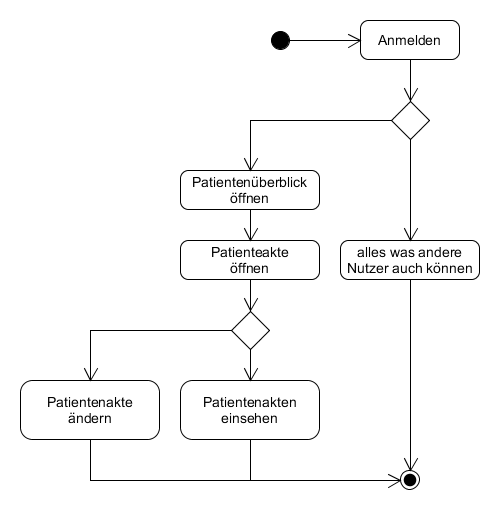 Anmelden
Patientenüberblick
öffnen
Patienteakte
öffnen
alles was andere
Nutzer auch können
Patientenakte
ändern
Patientenakten
einsehen